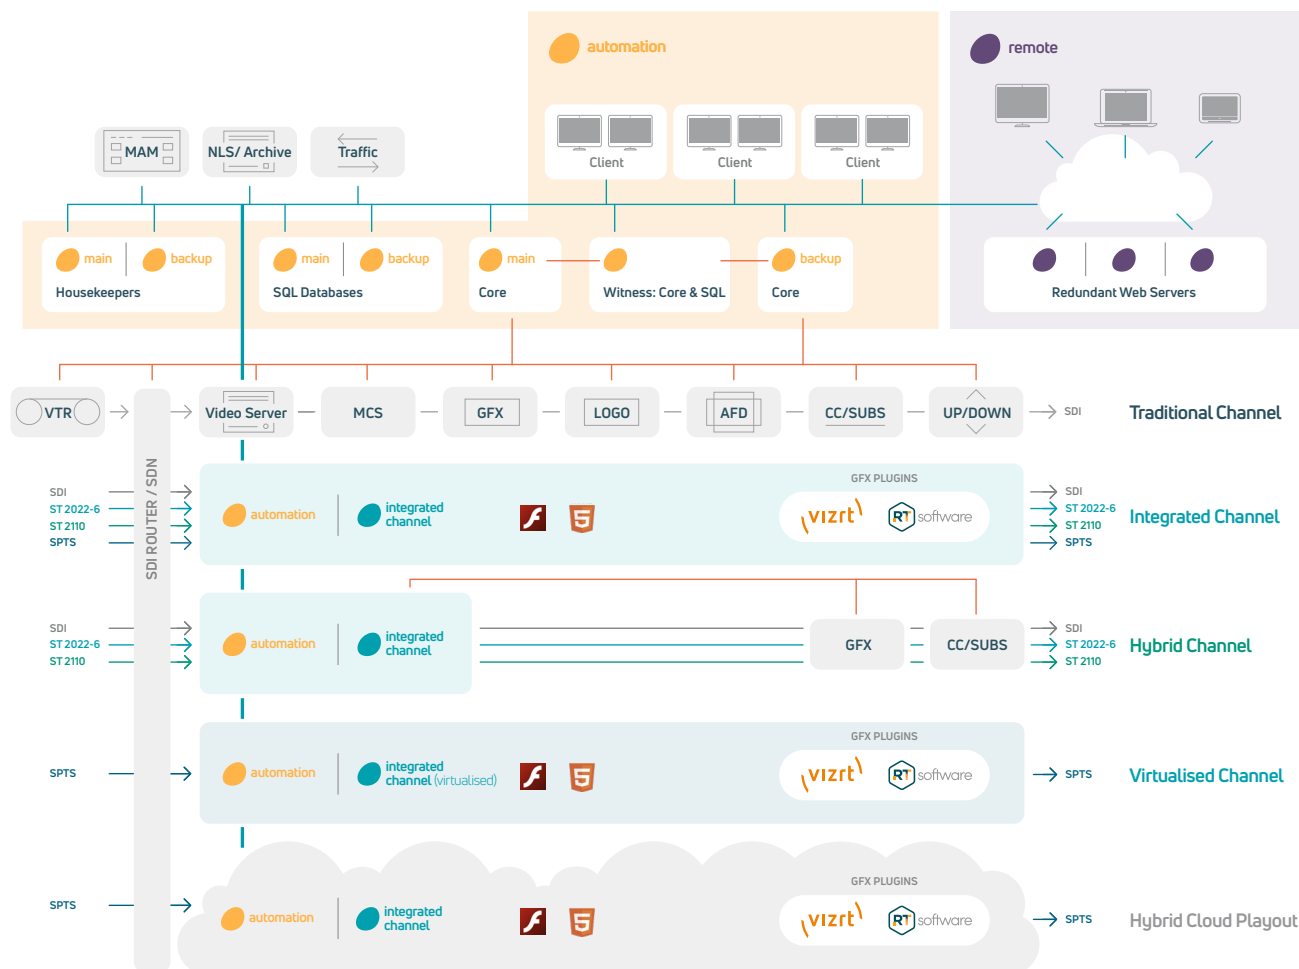 automation
remote
MAM
NLS/ Archive
Traffic
Client
Client
Client
main
backup
Housekeepers
main
backup
SQL Databases
main
Core
Witness: Core & SQL
backup
Core
Redundant Web Servers
VTR
Video Server
MCS
GFX
LOGO
AFD
CC/SUBS
UP/DOWN
SDI
Traditional Channel
SDI ROUTER / SDN
SDI
ST 2022-6
ST 2110
SPTS
automation
integrated
channel
5
GFX PLUGINS
vizrt
RT software
SDI
ST 2022-6
ST 2110
SPTS
Integrated Channel
SDI
ST 2022-6
ST 2110
automation
integrated
channel
GFX
CC/SUBS
SDI
ST 2022-6
ST 2110
Hybrid Channel
SPTS
automation
integrated
channel (virtualised)
5
GFX PLUGINS
vizrt
RT software
SPTS
Virtualised Channel
SPTS
automation
integrated
channel
5
GFX PLUGINS
vizrt
RT software
SPTS
Hybrid Cloud Playout